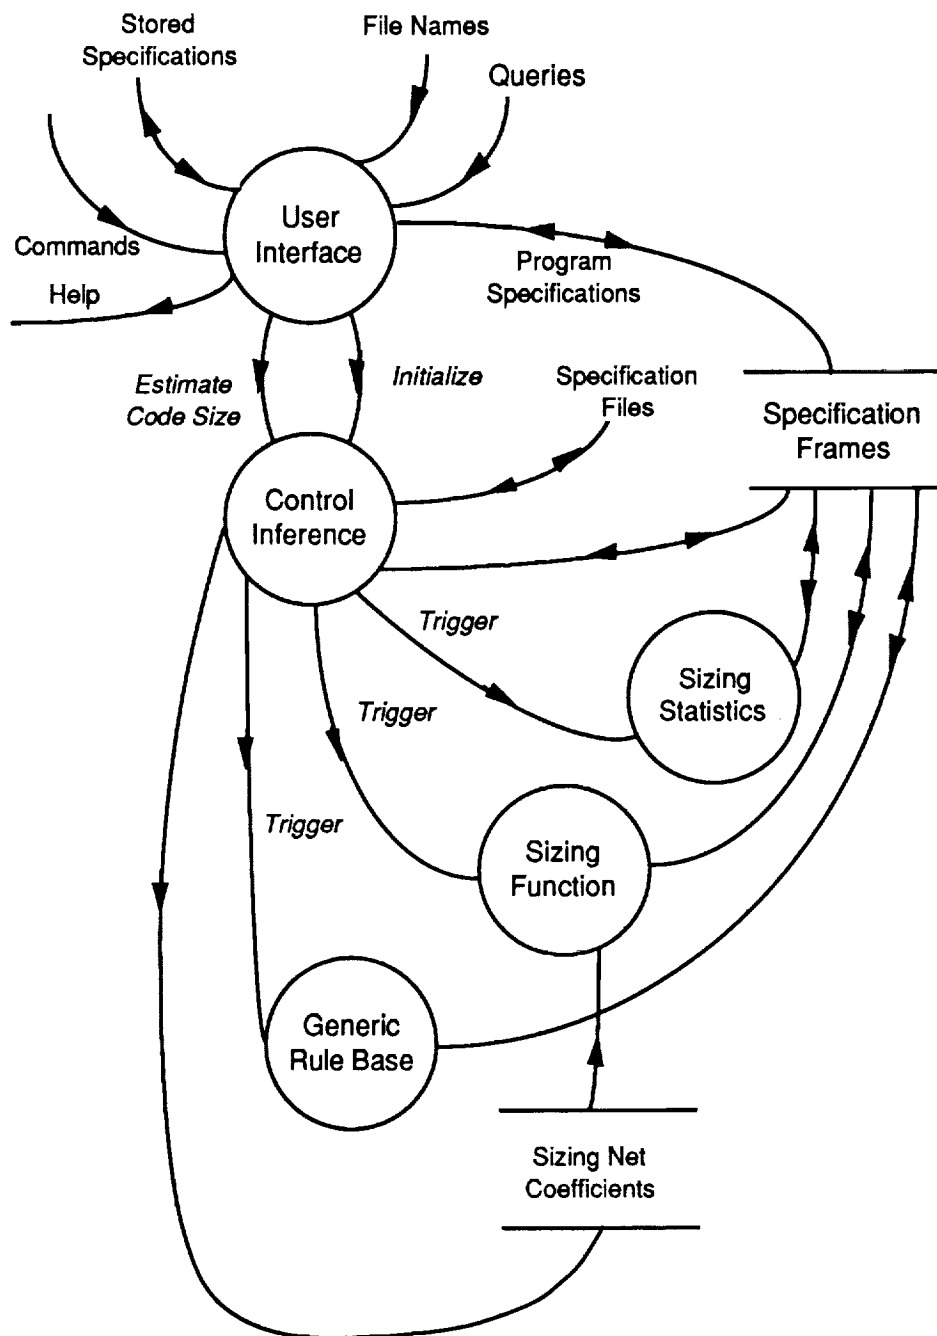 Stored
Specifications
File Names
Queries
User
Interface
Commands
Help
Program
Specifications
Estimate
Code Size
Initialize
Specification
Files
Specification
Frames
Control
Inference
Trigger
Sizing
Statistics
Trigger
Trigger
Sizing
Function
Generic
Rule Base
Sizing Net
Coefficients